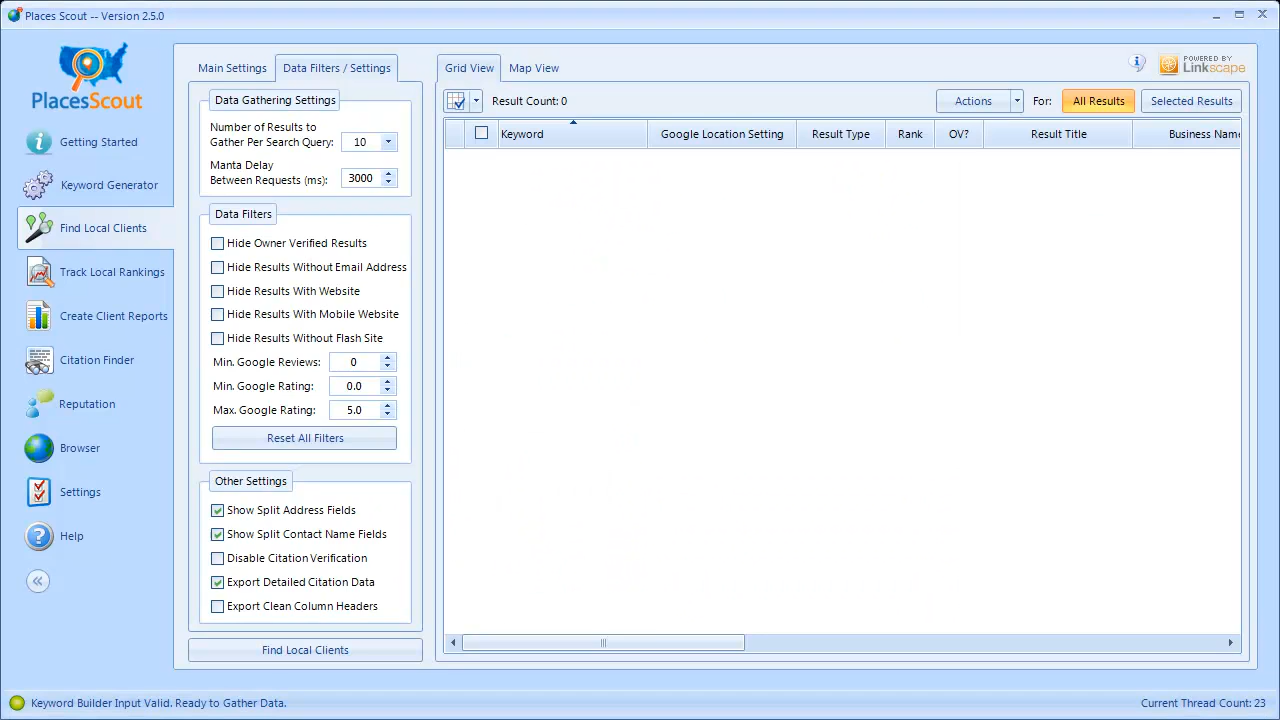 Places Scout -- Version 2.5.0
PlacesScout
Getting Started
Keyword Generator
Find Local Clients
Track Local Rankings
Create Client Reports
Citation Finder
Reputation
Browser
Settings
Help
Main Settings
Data Filters / Settings
Data Gathering Settings
Number of Results to
Gather Per Search Query: 10
Manta Delay
Between Requests (ms): 3000
Data Filters
Hide Owner Verified Results
Hide Results Without Email Address
Hide Results With Website
Hide Results With Mobile Website
Hide Results Without Flash Site
Min. Google Reviews: 0
Min. Google Rating: 0.0
Max. Google Rating: 5.0
Reset All Filters
Other Settings
Show Split Address Fields
Show Split Contact Name Fields
Disable Citation Verification
Export Detailed Citation Data
Export Clean Column Headers
Find Local Clients
Grid View
Map View
POWERED BY
Linkscape
Result Count: 0
Actions
For:
All Results
Selected Results
Keyword
Google Location Setting
Result Type
Rank
OV?
Result Title
Business Name
Keyword Builder Input Valid. Ready to Gather Data.
Current Thread Count: 23